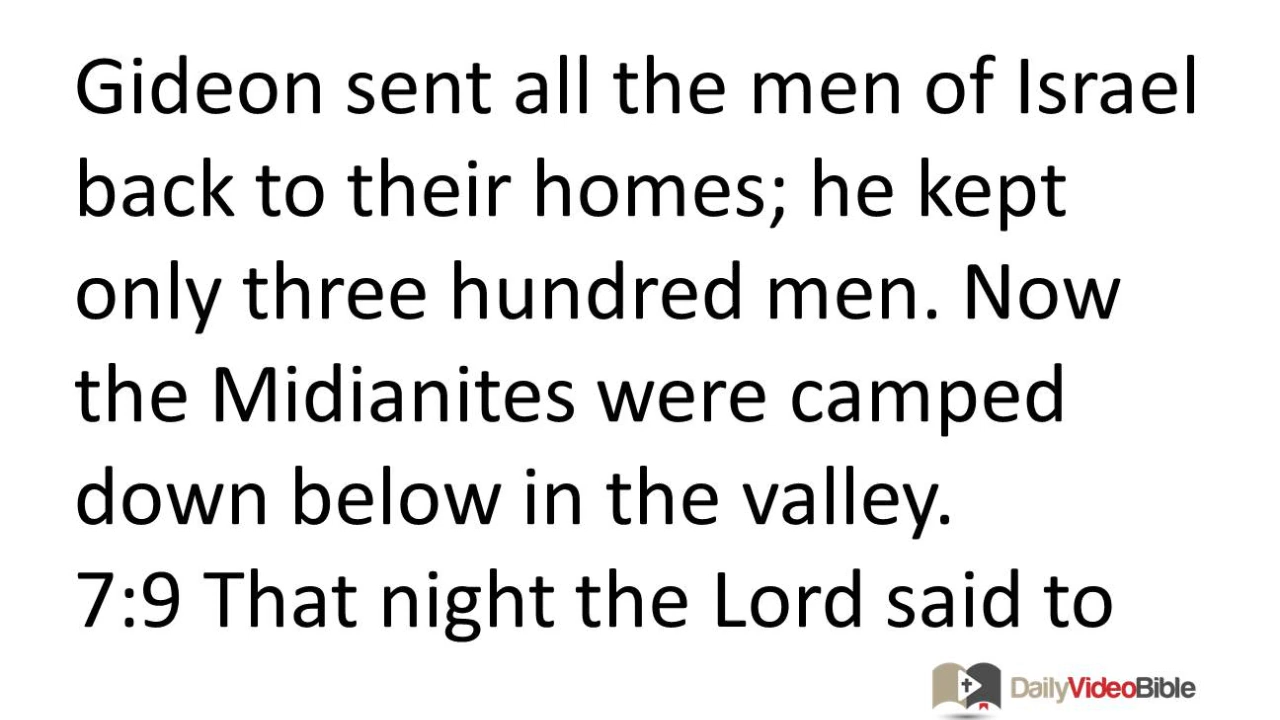 Gideon sent all the men of Israel
back to their homes; he kept
only three hundred men. Now
the Midianites were camped
down below in the valley.
7:9 That night the Lord said to
DailyVideoBible